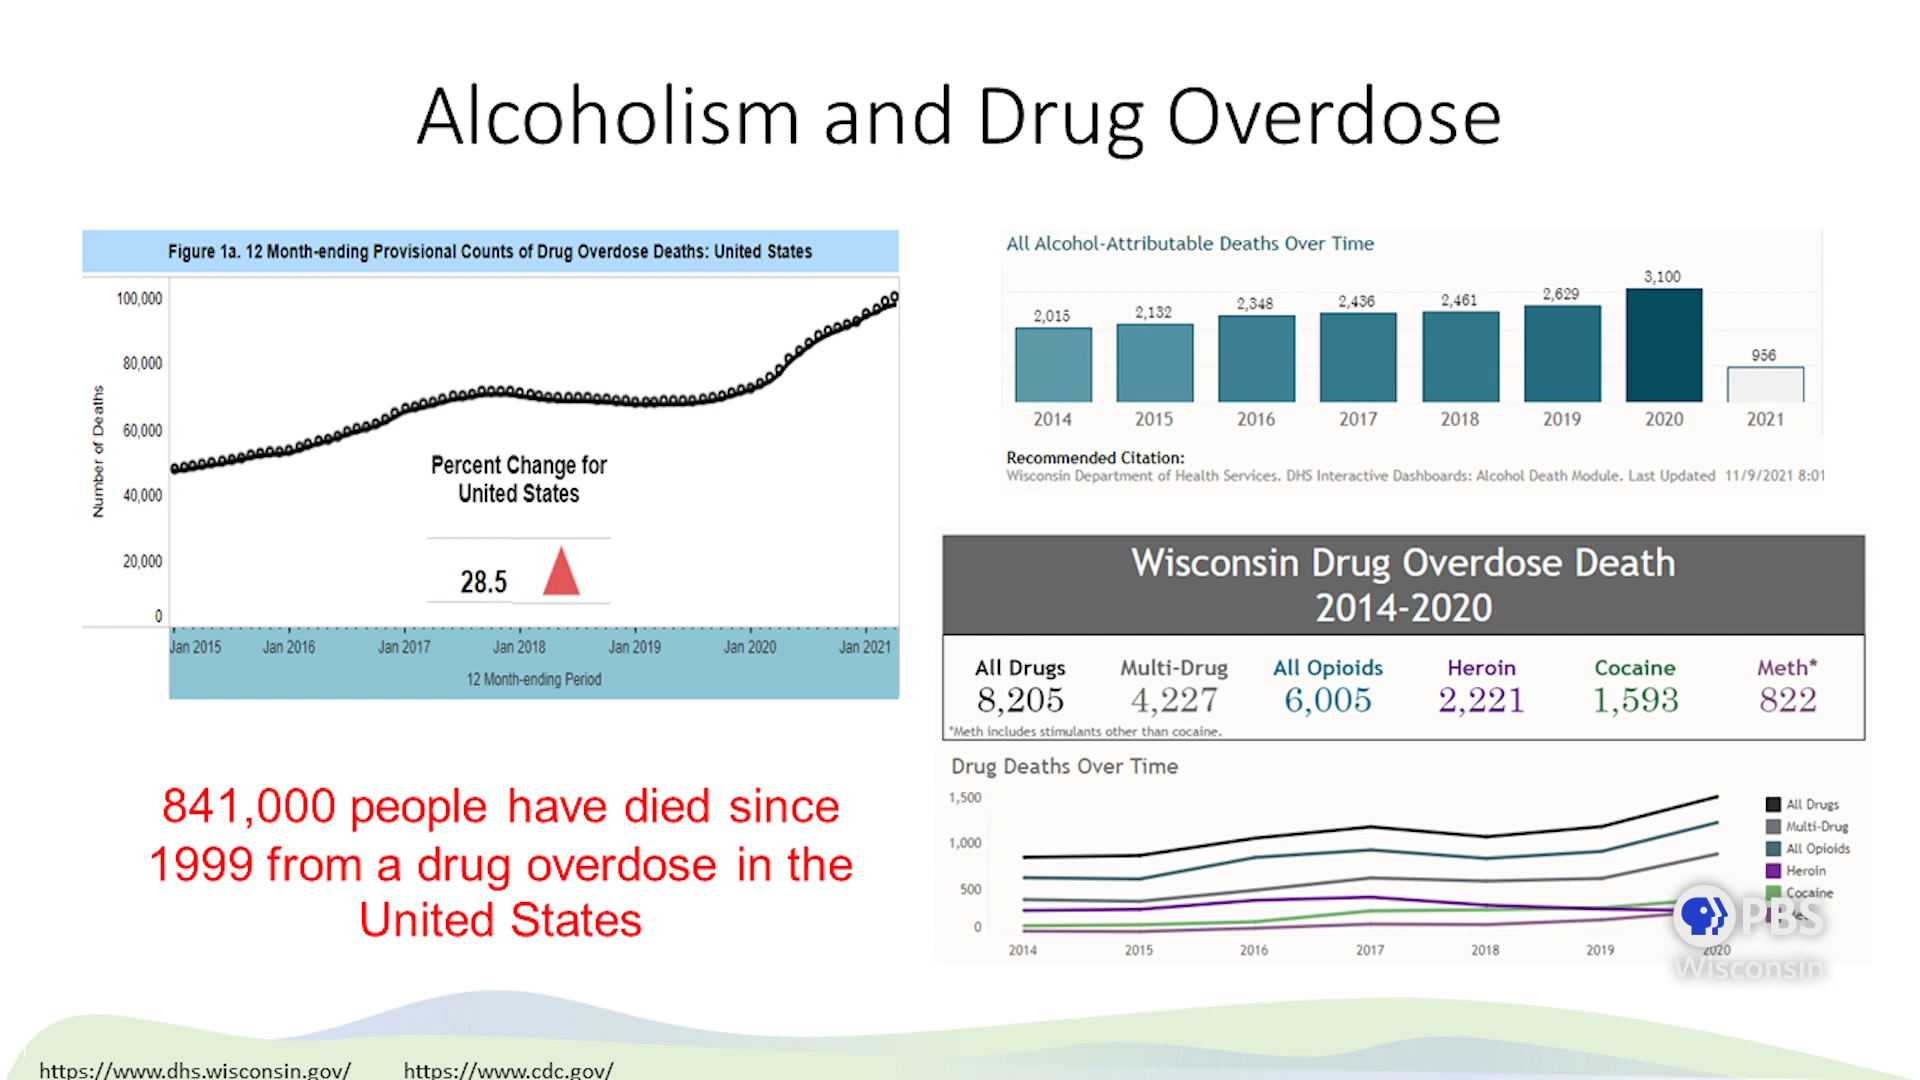 Alcoholism and Drug Overdose
Figure 1a. 12 Month-ending Provisional Counts of Drug Overdose Deaths: United States
100,000
80,000
60,000
40,000
20,000
0
Number of Deaths
Percent Change for
United States
28.5
Jan 2015 Jan 2016 Jan 2017 Jan 2018 Jan 2019 Jan 2020 Jan 2021
12 Month-ending Period
841,000 people have died since
1999 from a drug overdose in the
United States
All Alcohol-Attributable Deaths Over Time
2,015 2,132 2,348 2,436 2,461 2,629 3,100 956
2014 2015 2016 2017 2018 2019 2020 2021
Recommended Citation:
Wisconsin Department of Health Services. DHS Interactive Dashboards: Alcohol Death Module. Last Updated 11/9/2021 8:01
Wisconsin Drug Overdose Death
2014-2020
All Drugs Multi-Drug All Opioids Heroin Cocaine Meth*
8,205 4,227 6,005 2,221 1,593 822
*Meth includes stimulants other than cocaine.
Drug Deaths Over Time
1,500
1,000
500
0
2014 2015 2016 2017 2018 2019 2020
All Drugs
Multi-Drug
All Opioids
Heroin
Cocaine
PBS
Wisconsin
https://www.dhs.wisconsin.gov/ https://www.cdc.gov/